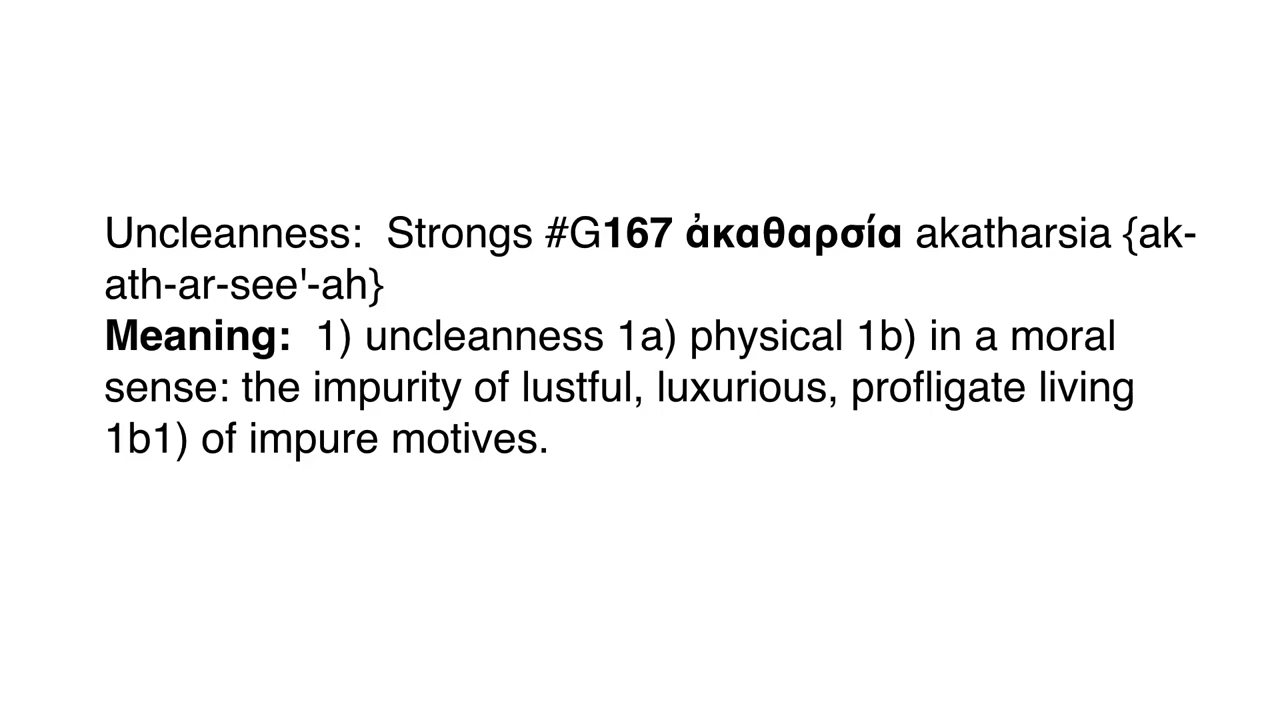 Uncleanness:  Strongs #G167 ἀκαθαρσία akatharsia {ak-
ath-ar-see'-ah}
Meaning:  1) uncleanness 1a) physical 1b) in a moral
sense: the impurity of lustful, luxurious, profligate living
1b1) of impure motives.